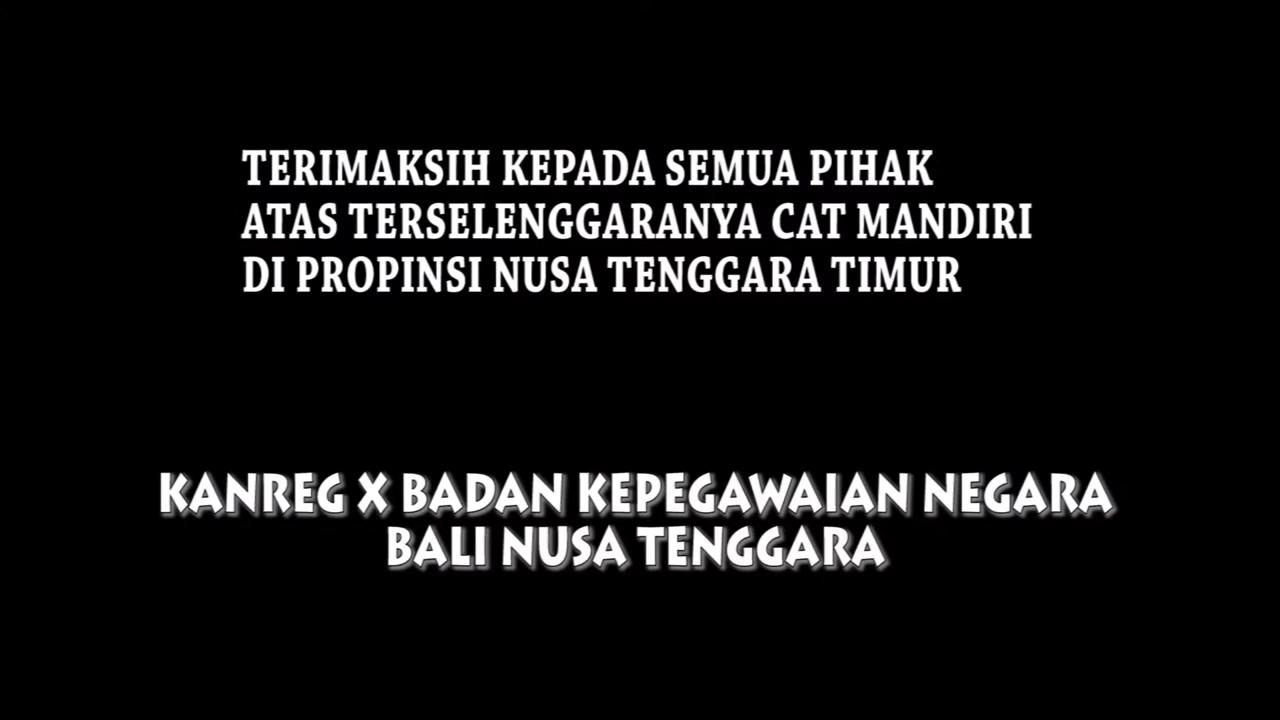 TERIMAKSIH KEPADA SEMUA PIHAK
ATAS TERSELENGGARANYA CAT MANDIRI
DI PROPINSI NUSA TENGGARA TIMUR
KANREG X BADAN KEPEGAWAIAN NEGARA
BALI NUSA TENGGARA